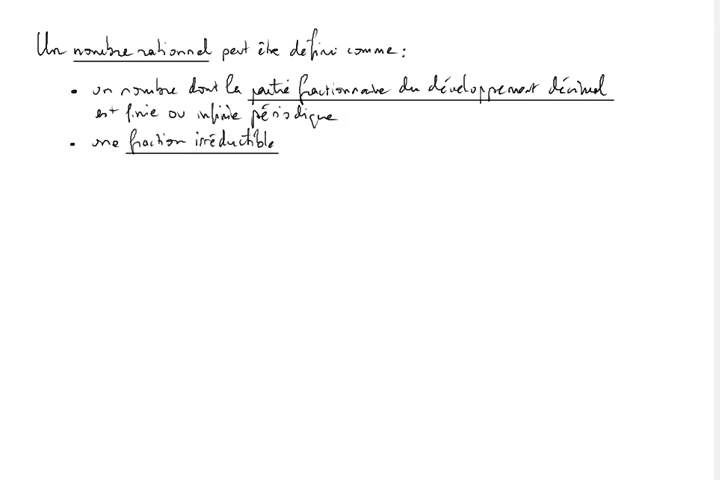 Un nombre rationnel peut être défini comme :
• un nombre dont la partie fractionnaire du développement décimal
est finie ou infinie périodique
• une fraction irréductible